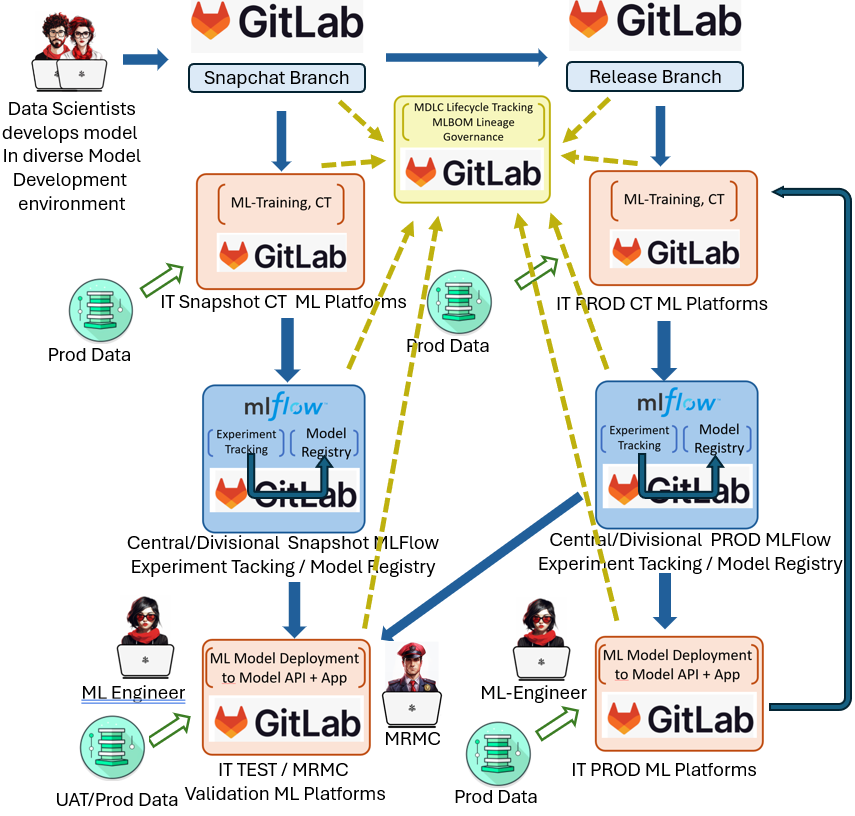 GitLab
GitLab
Snapchat Branch
Release Branch
Data Scientists
develops model
In diverse Model
Development
environment
MDLC Lifecycle Tracking
MLBOM Lineage
Governance
GitLab
ML-Training, CT
GitLab
IT Snapshot CT  ML Platforms
ML-Training, CT
GitLab
IT PROD CT ML Platforms
Prod Data
Prod Data
mlflow™
Experiment
Tracking
Model
Registry
GitLab
Central/Divisional  Snapshot MLFlow
Experiment Tacking / Model Registry
mlflow™
Experiment
Tracking
Model
Registry
GitLab
Central/Divisional  PROD MLFlow
Experiment Tacking / Model Registry
ML Engineer
ML Model Deployment
to Model API + App
GitLab
MRMC
IT TEST / MRMC
Validation ML Platforms
UAT/Prod Data
ML-Engineer
ML Model Deployment
to Model API + App
GitLab
IT PROD ML Platforms
Prod Data